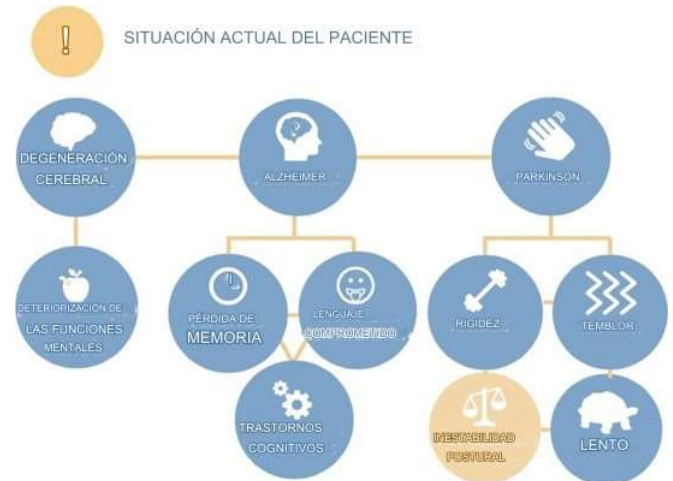 !
SITUACIÓN ACTUAL DEL PACIENTE
DEGENERACIÓN
CEREBRAL
ALZHEIMER
PARKINSON
DETERIORIZACIÓN DE
LAS FUNCIONES
MENTALES
PÉRDIDA DE
MEMORIA
LENGUAJE
COMPROMETIDO
TRASTORNOS
COGNITIVOS
RIGIDEZ
TEMBLOR
INESTABILIDAD
POSTURAL
LENTO